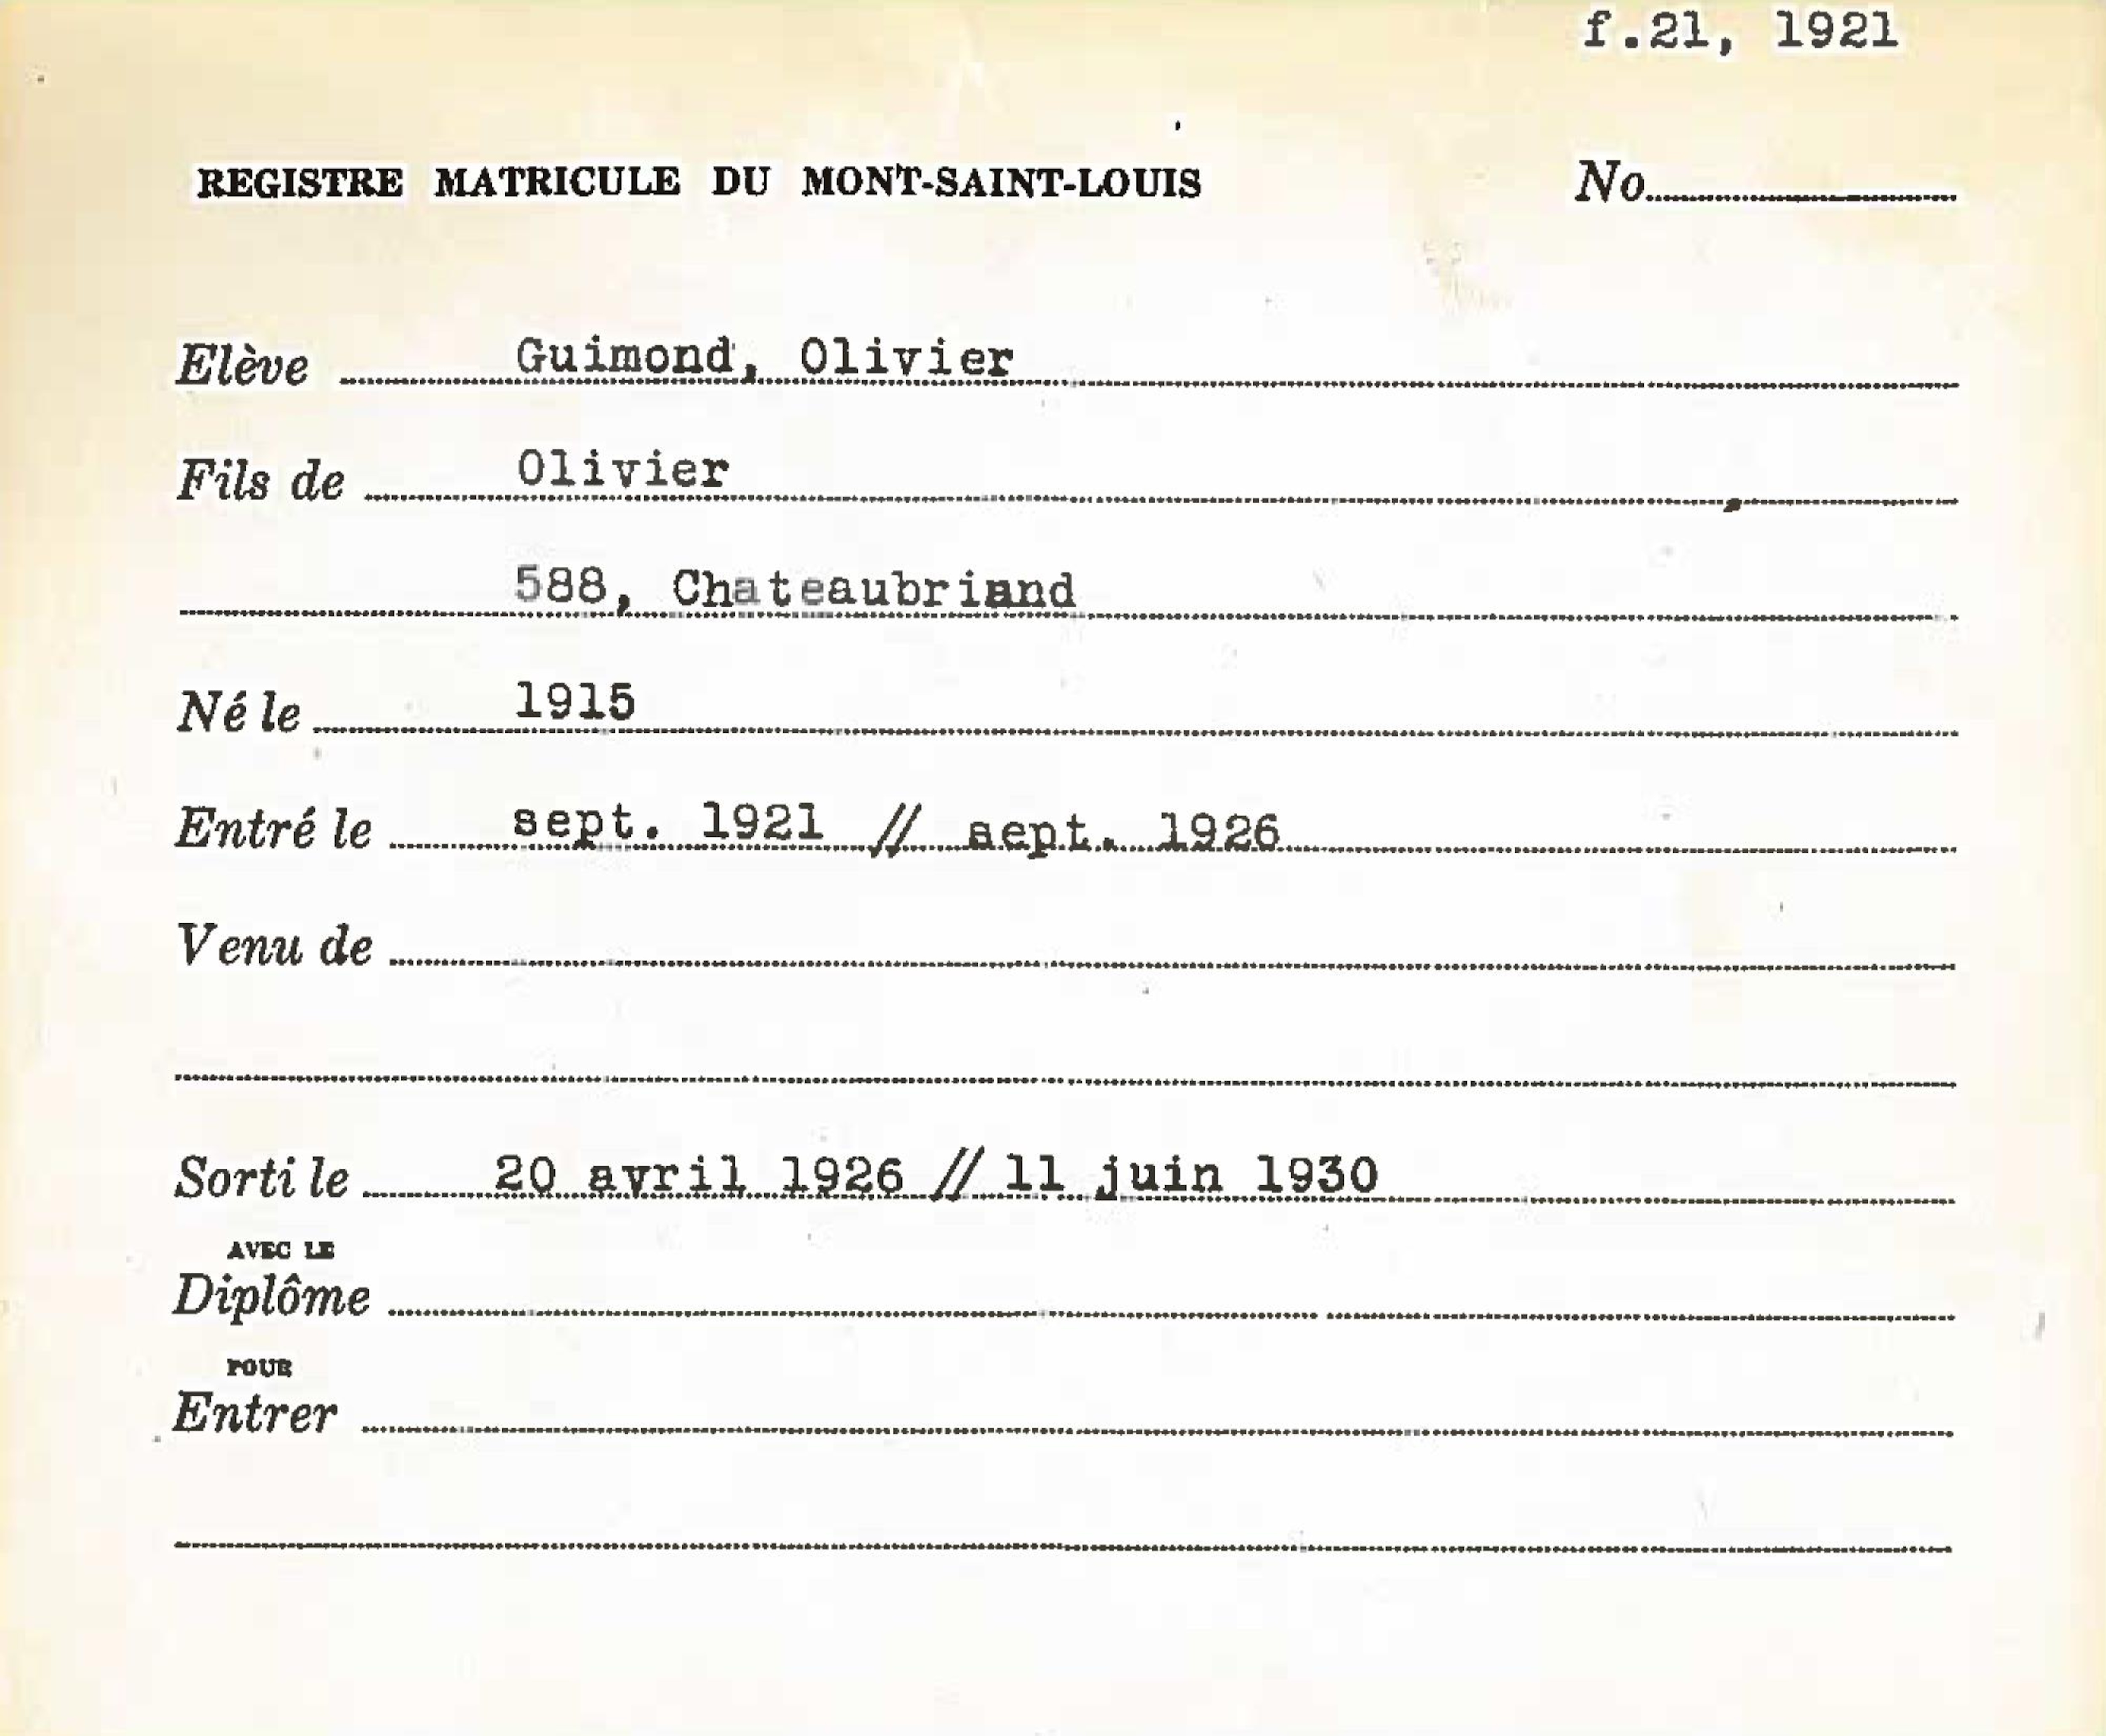 f.21, 1921
REGISTRE MATRICULE DU MONT-SAINT-LOUIS No
Elève Guimond, Olivier
Fils de Olivier
588, Chateaubriand
Né le 1915
Entré le sept. 1921 // sept. 1926
Venu de
Sorti le 20 avril 1926 // 11 juin 1930
AVEC LE
Diplôme
POUR
Entrer